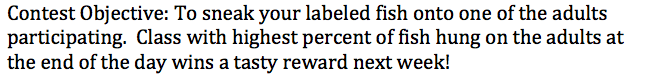 Contest Objective: To sneak your labeled fish onto one of the adults
participating.  Class with highest percent of fish hung on the adults at
the end of the day wins a tasty reward next week!